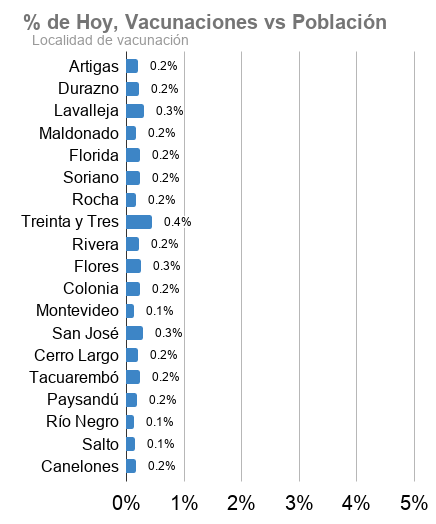 % de Hoy, Vacunaciones vs Población
Localidad de vacunación
Artigas 0.2%
Durazno 0.2%
Lavalleja 0.3%
Maldonado 0.2%
Florida 0.2%
Soriano 0.2%
Rocha 0.2%
Treinta y Tres 0.4%
Rivera 0.2%
Flores 0.3%
Colonia 0.2%
Montevideo 0.1%
San José 0.3%
Cerro Largo 0.2%
Tacuarembó 0.2%
Paysandú 0.2%
Río Negro 0.1%
Salto 0.1%
Canelones 0.2%
0% 1% 2% 3% 4% 5%